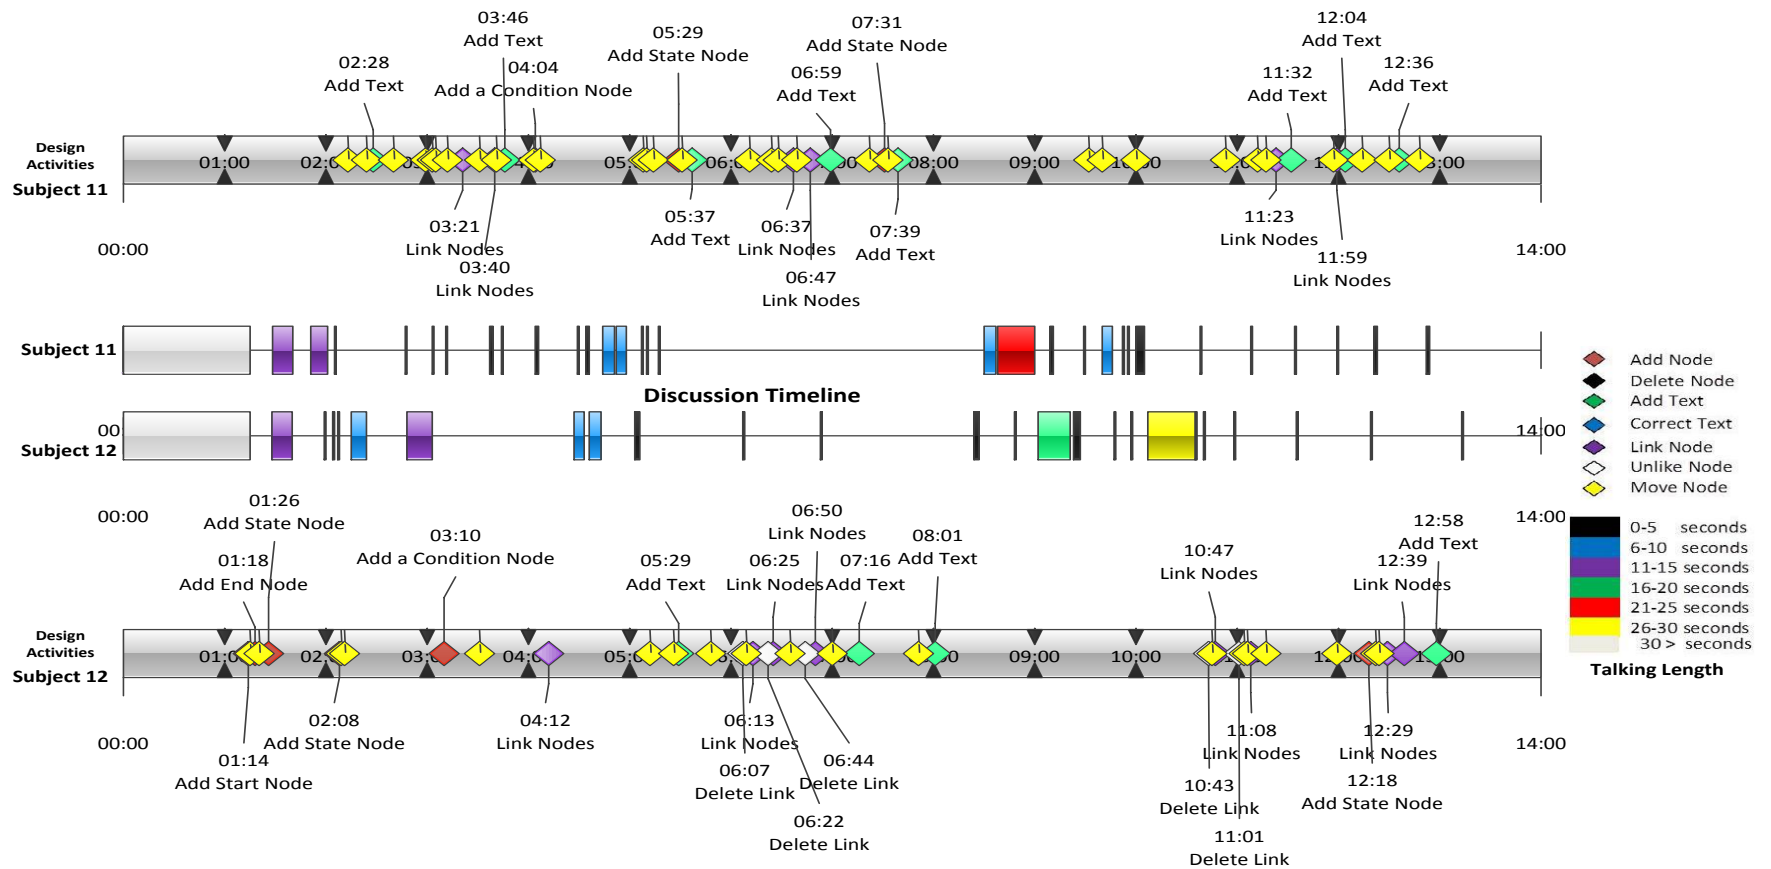 03:46
Add Text
12:04
Add Text
07:31
Add State Node
05:29
Add State Node
02:28
Add Text
04:04
Add a Condition Node
06:59
Add Text
11:32
Add Text
12:36
Add Text
Design
Activities
Subject 11
01:00
08:00
09:00
03:21
Link Nodes
03:40
Link Nodes
05:37
Add Text
06:37
Link Nodes
06:47
Link Nodes
07:39
Add Text
11:23
Link Nodes
11:59
Link Nodes
00:00
14:00
Subject 11
Discussion Timeline
00
14:00
Subject 12
00:00
14:00
Add Node
Delete Node
Add Text
Correct Text
Link Node
Unlike Node
Move Node
0-5 seconds
6-10 seconds
11-15 seconds
16-20 seconds
21-25 seconds
26-30 seconds
30 > seconds
Talking Length
01:26
Add State Node
01:18
Add End Node
03:10
Add a Condition Node
05:29
Add Text
06:50
Link Nodes
06:25
Link Nodes
07:16
Add Text
08:01
Add Text
10:47
Link Nodes
12:58
Add Text
12:39
Link Nodes
Design
Activities
Subject 12
09:00
10:00
02:08
Add State Node
01:14
Add Start Node
04:12
Link Nodes
06:13
Link Nodes
06:07
Delete Link
06:44
Delete Link
06:22
Delete Link
11:08
Link Nodes
10:43
Delete Link
11:01
Delete Link
12:29
Link Nodes
12:18
Add State Node
00:00
14:00